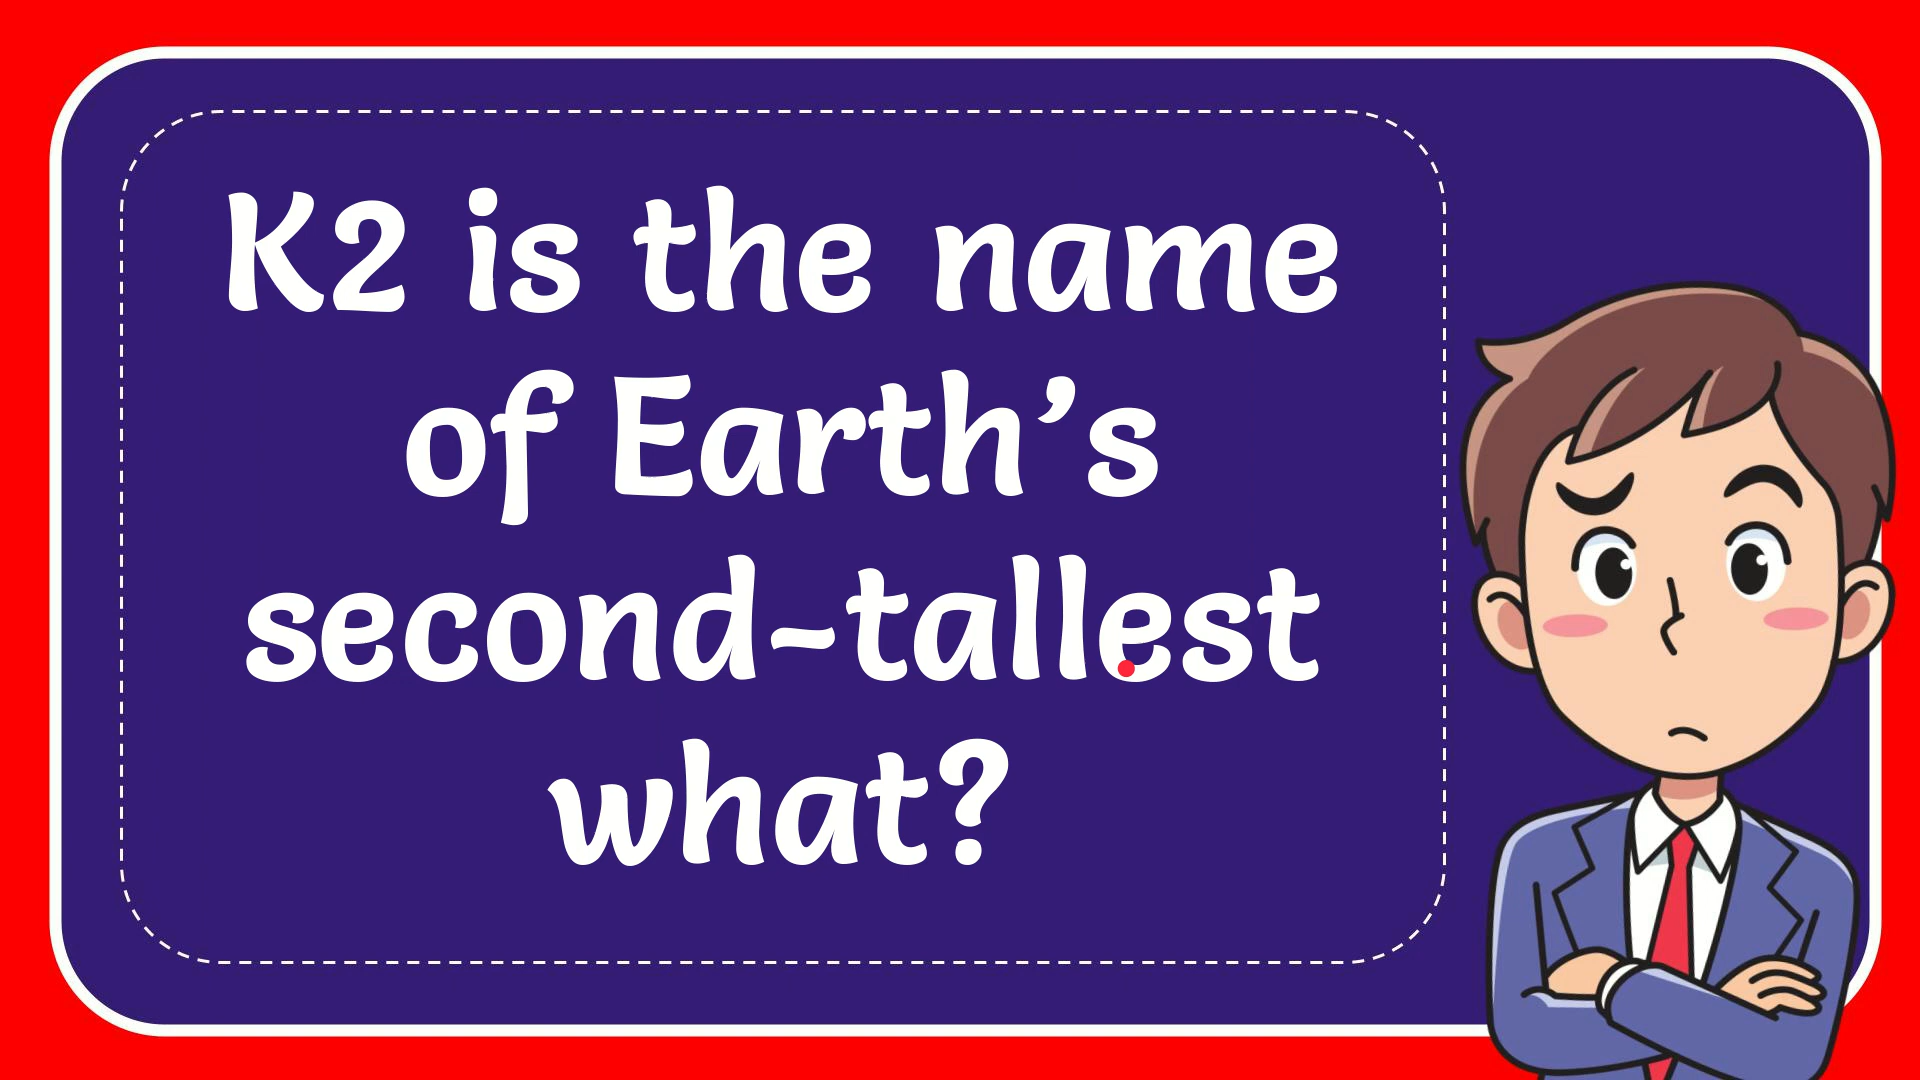 K2 is the name
of Earth’s
second-tallest
what?